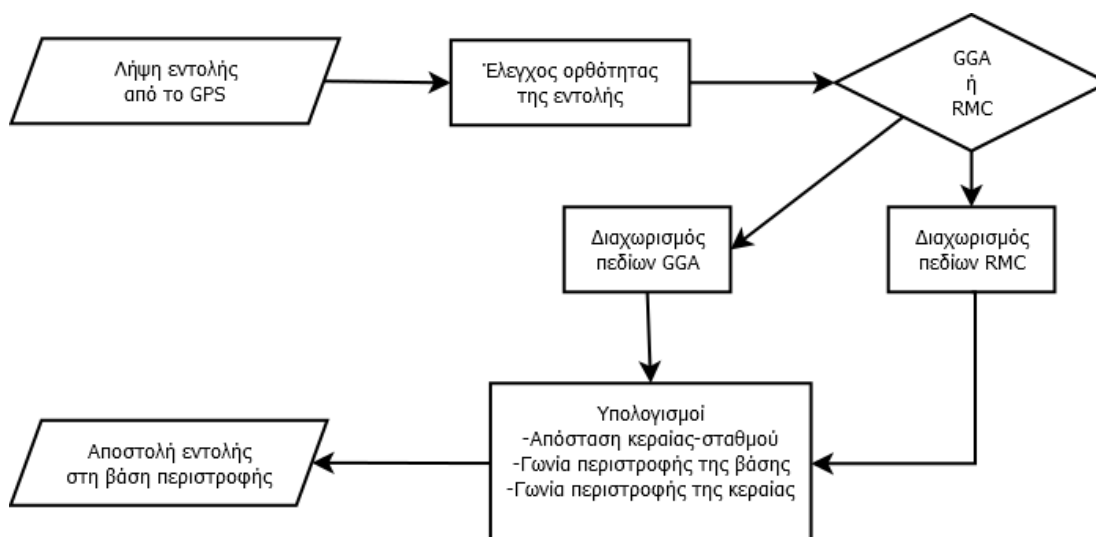 Λήψη εντολής
από το GPS
Έλεγχος ορθότητας
της εντολής
GGA
ή
RMC
Διαχωρισμός
πεδίων GGA
Διαχωρισμός
πεδίων RMC
Υπολογισμοί
-Απόσταση κεραίας-σταθμού
-Γωνία περιστροφής της βάσης
-Γωνία περιστροφής της κεραίας
Αποστολή εντολής
στη βάση περιστροφής